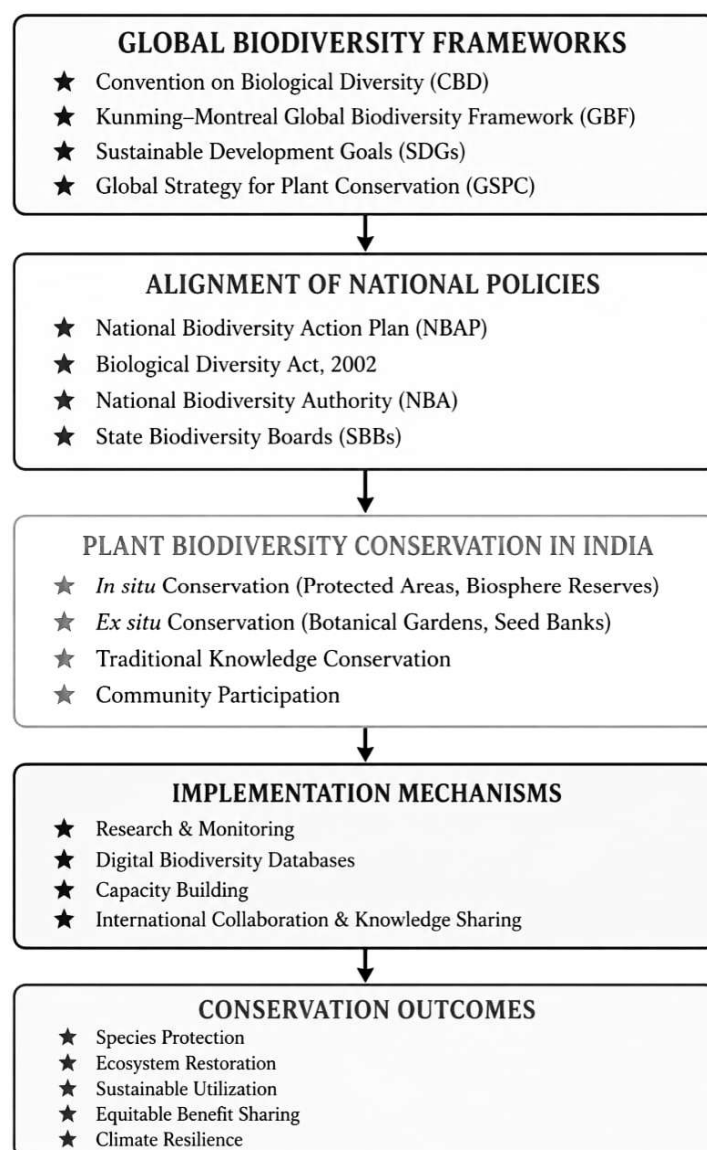 GLOBAL BIODIVERSITY FRAMEWORKS
★ Convention on Biological Diversity (CBD)
★ Kunming–Montreal Global Biodiversity Framework (GBF)
★ Sustainable Development Goals (SDGs)
★ Global Strategy for Plant Conservation (GSPC)
ALIGNMENT OF NATIONAL POLICIES
★ National Biodiversity Action Plan (NBAP)
★ Biological Diversity Act, 2002
★ National Biodiversity Authority (NBA)
★ State Biodiversity Boards (SBBs)
PLANT BIODIVERSITY CONSERVATION IN INDIA
★ In situ Conservation (Protected Areas, Biosphere Reserves)
★ Ex situ Conservation (Botanical Gardens, Seed Banks)
★ Traditional Knowledge Conservation
★ Community Participation
IMPLEMENTATION MECHANISMS
★ Research & Monitoring
★ Digital Biodiversity Databases
★ Capacity Building
★ International Collaboration & Knowledge Sharing
CONSERVATION OUTCOMES
★ Species Protection
★ Ecosystem Restoration
★ Sustainable Utilization
★ Equitable Benefit Sharing
★ Climate Resilience